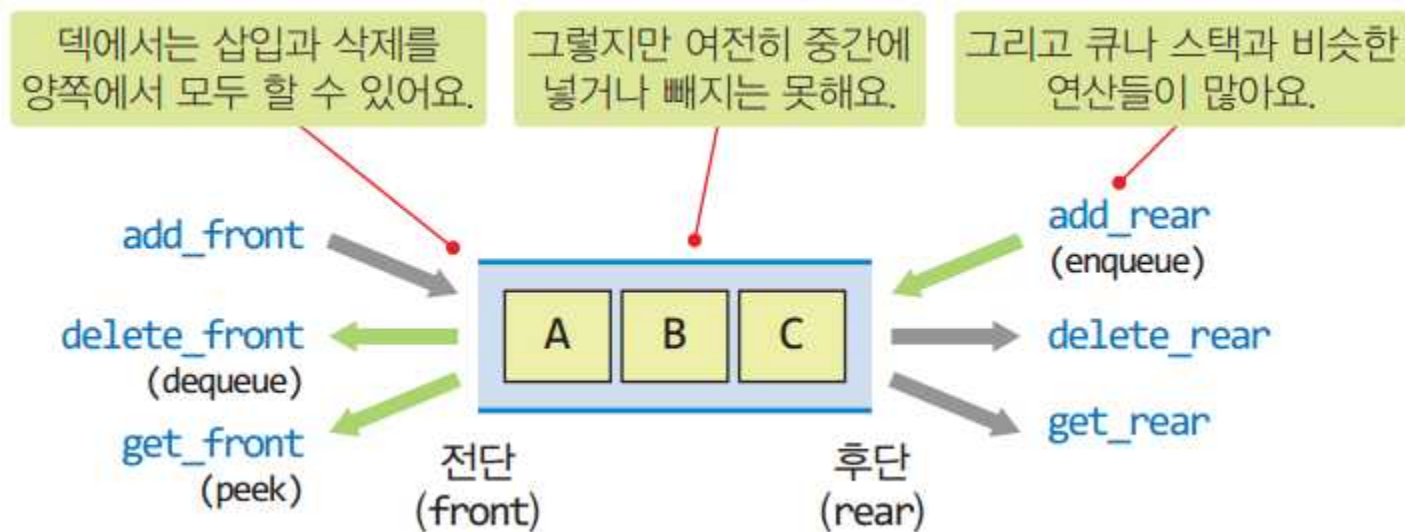 덱에서는 삽입과 삭제를
양쪽에서 모두 할 수 있어요.
그렇지만 여전히 중간에
넣거나 빼지는 못해요.
그리고 큐나 스택과 비슷한
연산들이 많아요.
add_front
delete_front
(dequeue)
get_front
(peek)
A B C
전단
(front)
후단
(rear)
add_rear
(enqueue)
delete_rear
get_rear